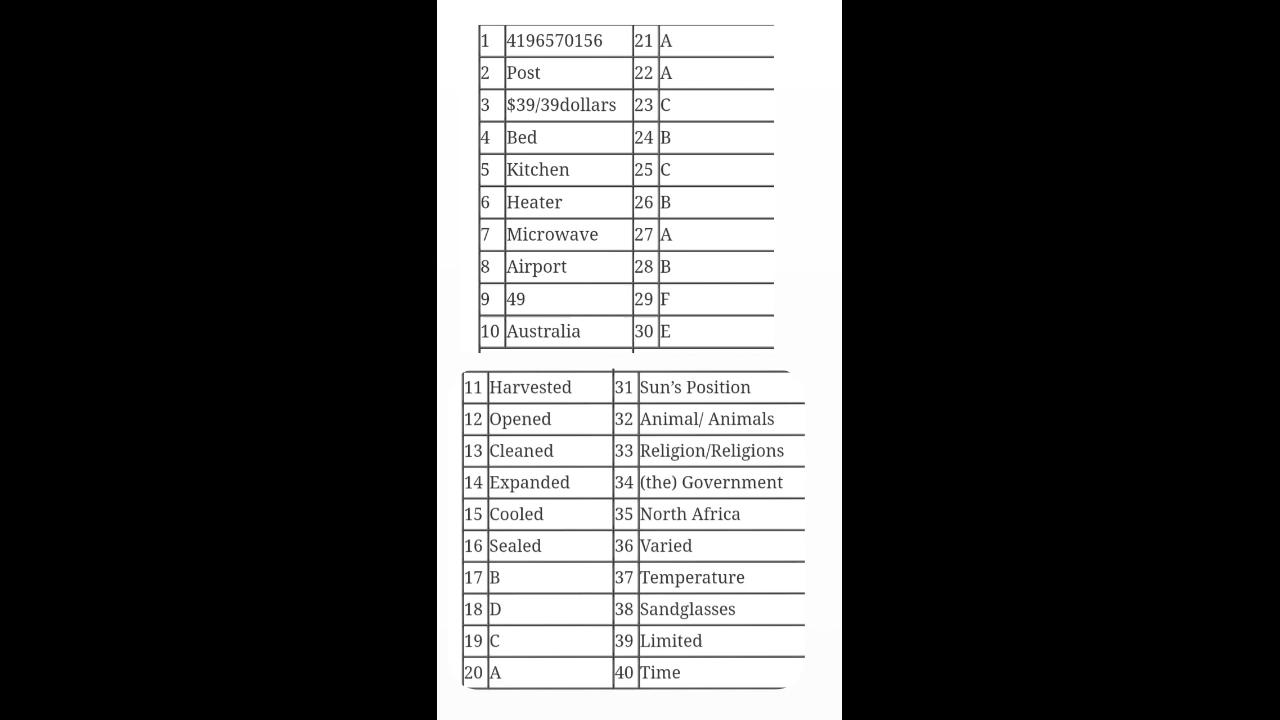 1 4196570156 21 A
2 Post 22 A
3 $39/39dollars 23 C
4 Bed 24 B
5 Kitchen 25 C
6 Heater 26 B
7 Microwave 27 A
8 Airport 28 B
9 49 29 F
10 Australia 30 E
11 Harvested 31 Sun’s Position
12 Opened 32 Animal/ Animals
13 Cleaned 33 Religion/Religions
14 Expanded 34 (the) Government
15 Cooled 35 North Africa
16 Sealed 36 Varied
17 B 37 Temperature
18 D 38 Sandglasses
19 C 39 Limited
20 A 40 Time